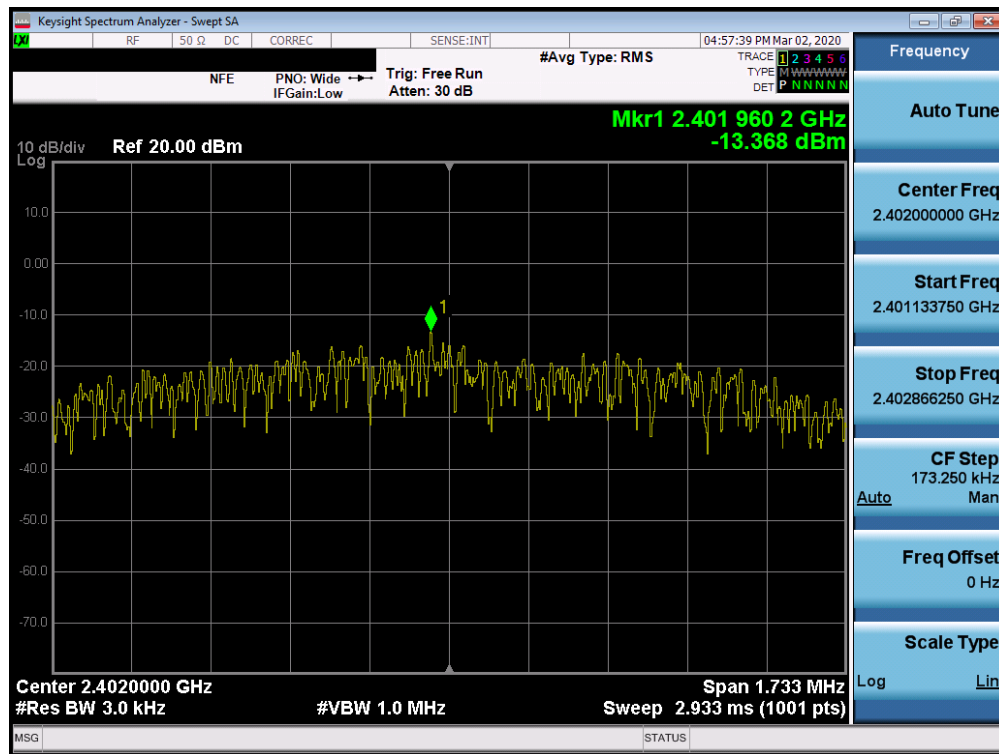 Keysight Spectrum Analyzer - Swept SA
LXI RF 50 Ω DC CORREC SENSE:INT 04:57:39 PM Mar 02, 2020
NFE PNO: Wide Trig: Free Run #Avg Type: RMS TRACE 1 2 3 4 5 6
IFGain:Low Atten: 30 dB TYPE M W W W W W
DET P N N N N N
Mkr1 2.401 960 2 GHz
-13.368 dBm
10 dB/div Ref 20.00 dBm
Log
10.0
0.00
1
-10.0
-20.0
-30.0
-40.0
-50.0
-60.0
-70.0
Center 2.4020000 GHz Span 1.733 MHz
#Res BW 3.0 kHz #VBW 1.0 MHz Sweep 2.933 ms (1001 pts)
MSG STATUS
Frequency
Auto Tune
Center Freq
2.402000000 GHz
Start Freq
2.401133750 GHz
Stop Freq
2.402866250 GHz
CF Step
173.250 kHz
Auto Man
Freq Offset
0 Hz
Scale Type
Log Lin